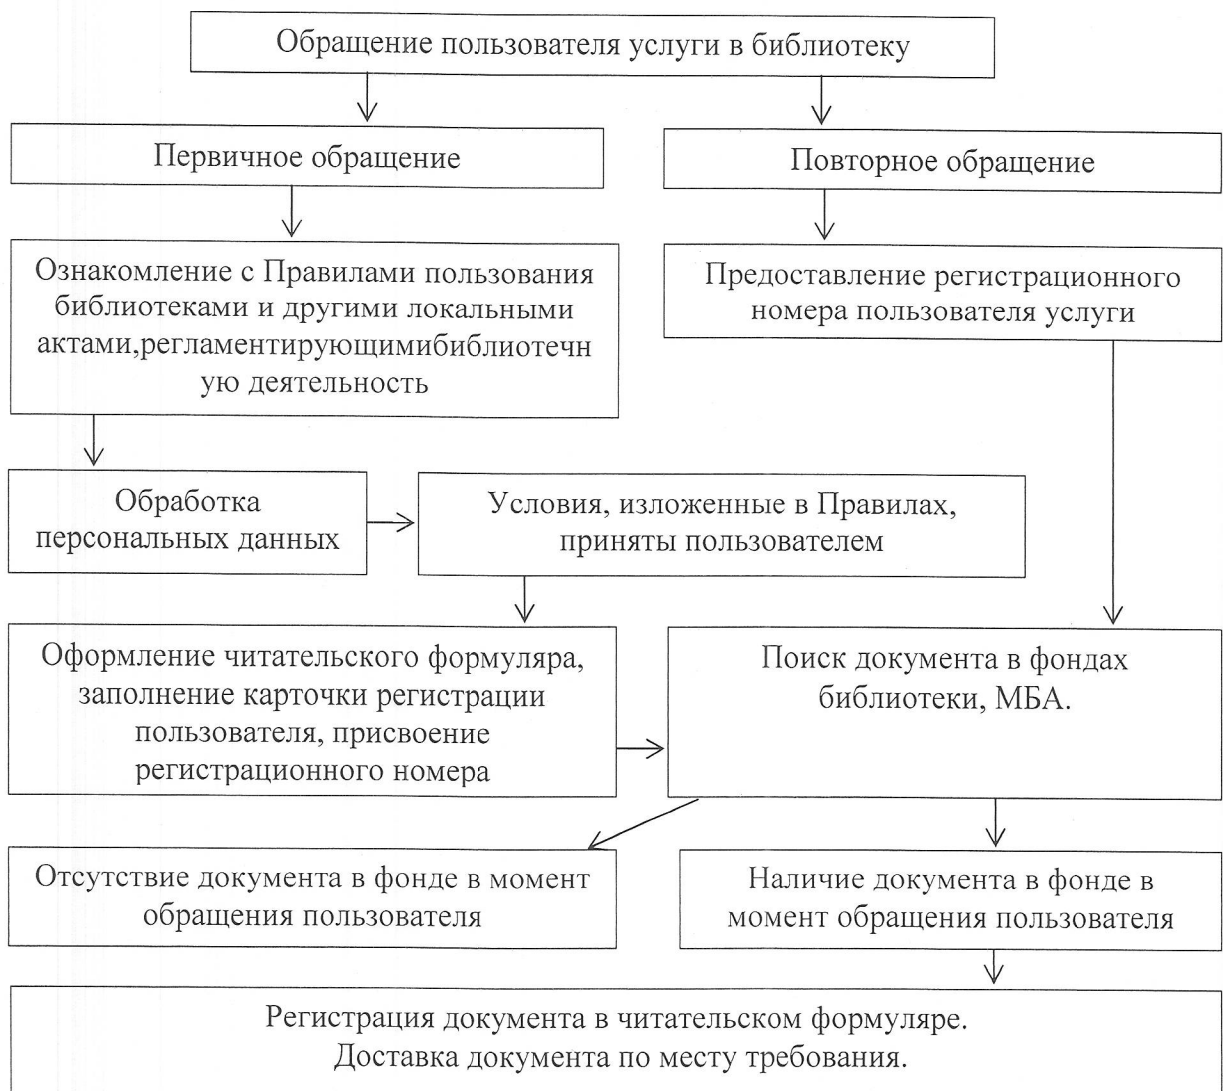 Обращение пользователя услуги в библиотеку
Первичное обращение
Повторное обращение
Ознакомление с Правилами пользования
библиотеками и другими локальными
актами,регламентирующимибиблиотечн
ую деятельность
Предоставление регистрационного
номера пользователя услуги
Обработка
персональных данных
Условия, изложенные в Правилах,
приняты пользователем
Оформление читательского формуляра,
заполнение карточки регистрации
пользователя, присвоение
регистрационного номера
Поиск документа в фондах
библиотеки, МБА.
Отсутствие документа в фонде в момент
обращения пользователя
Наличие документа в фонде в
момент обращения пользователя
Регистрация документа в читательском формуляре.
Доставка документа по месту требования.